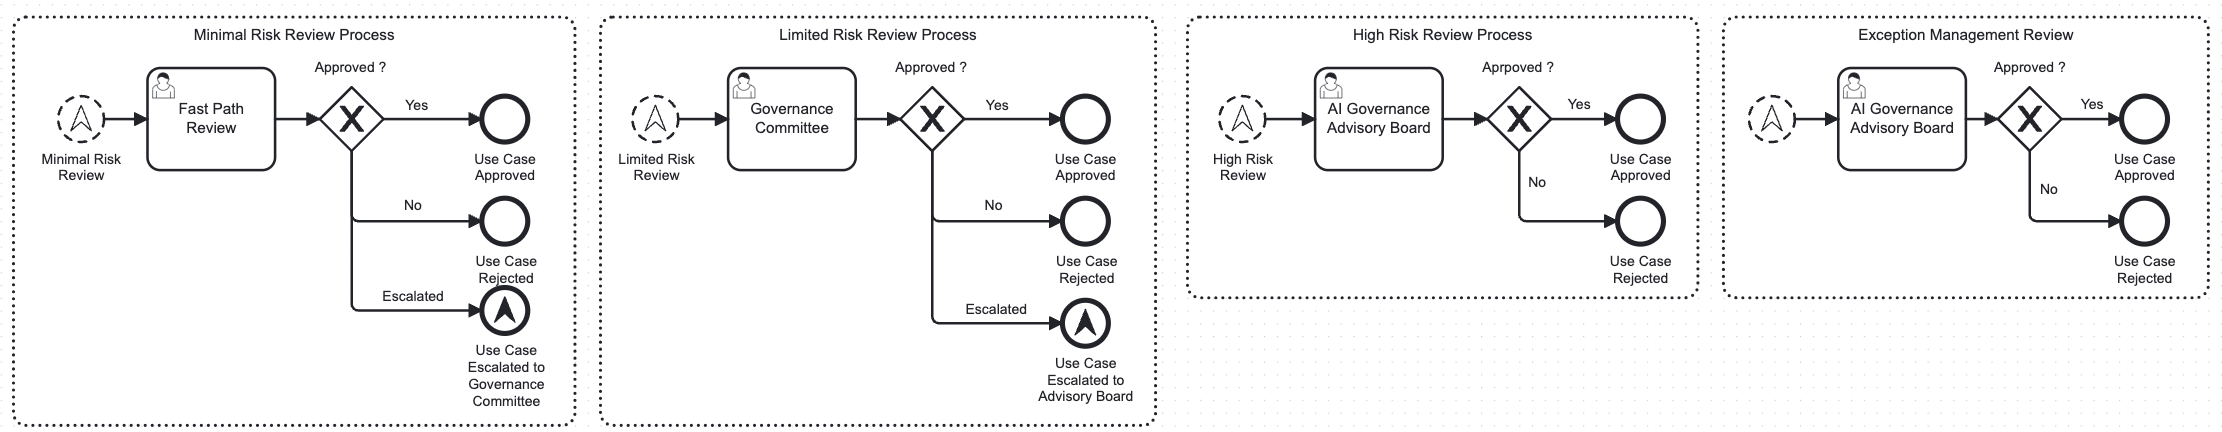 Minimal Risk Review Process
Approved ?
Fast Path
Review
Yes
Minimal Risk
Review
Use Case
Approved
No
Use Case
Rejected
Escalated
Use Case
Escalated to
Governance
Committee
Limited Risk Review Process
Approved ?
Governance
Committee
Yes
Limited Risk
Review
Use Case
Approved
No
Use Case
Rejected
Escalated
Use Case
Escalated to
Advisory Board
High Risk Review Process
Aprpoved ?
AI Governance
Advisory Board
Yes
High Risk
Review
Use Case
Approved
No
Use Case
Rejected
Exception Management Review
Approved ?
AI Governance
Advisory Board
Yes
Use Case
Approved
No
Use Case
Rejected